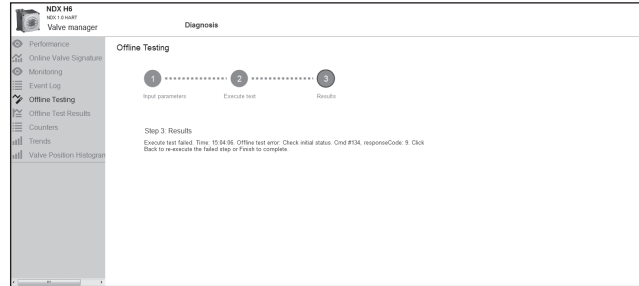 NDX H6
NDX 1.0 HART
Valve manager
Diagnosis
Performance
Online Valve Signature
Monitoring
Event Log
Offline Testing
Offline Test Results
Counters
Trends
Valve Position Histogran
Offline Testing
1
2
3
Input parameters
Execute test
Results
Step 3: Results
Execute test failed. Time: 15:04:06. Offline test error: Check initial status. Cmd #134, responseCode: 9. Click
Back to re-execute the failed step or Finish to complete.